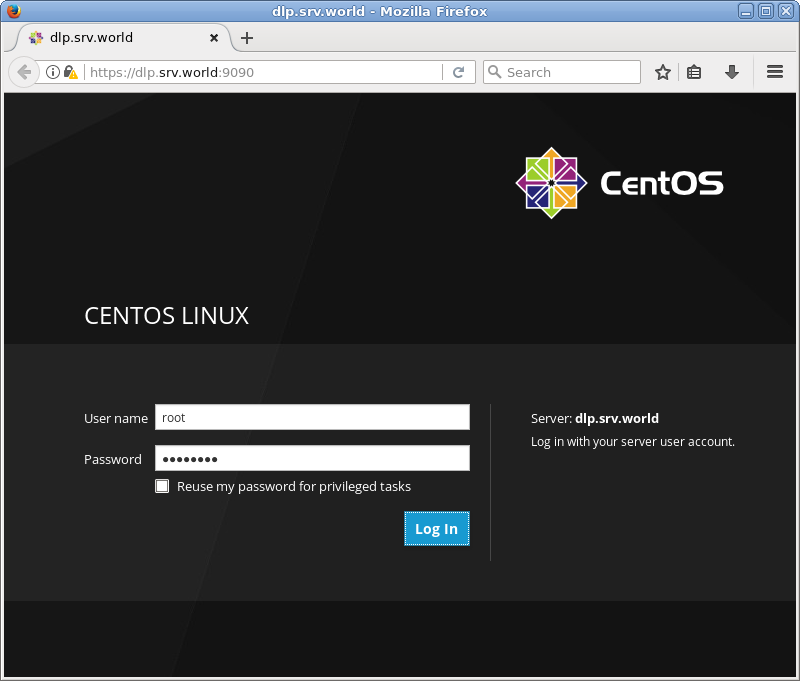 dlp.srv.world - Mozilla Firefox
dlp.srv.world
https://dlp.srv.world:9090
Search
CentOS
CENTOS LINUX
User name
root
Server: dlp.srv.world
Log in with your server user account.
Password
••••••••
Reuse my password for privileged tasks
Log In